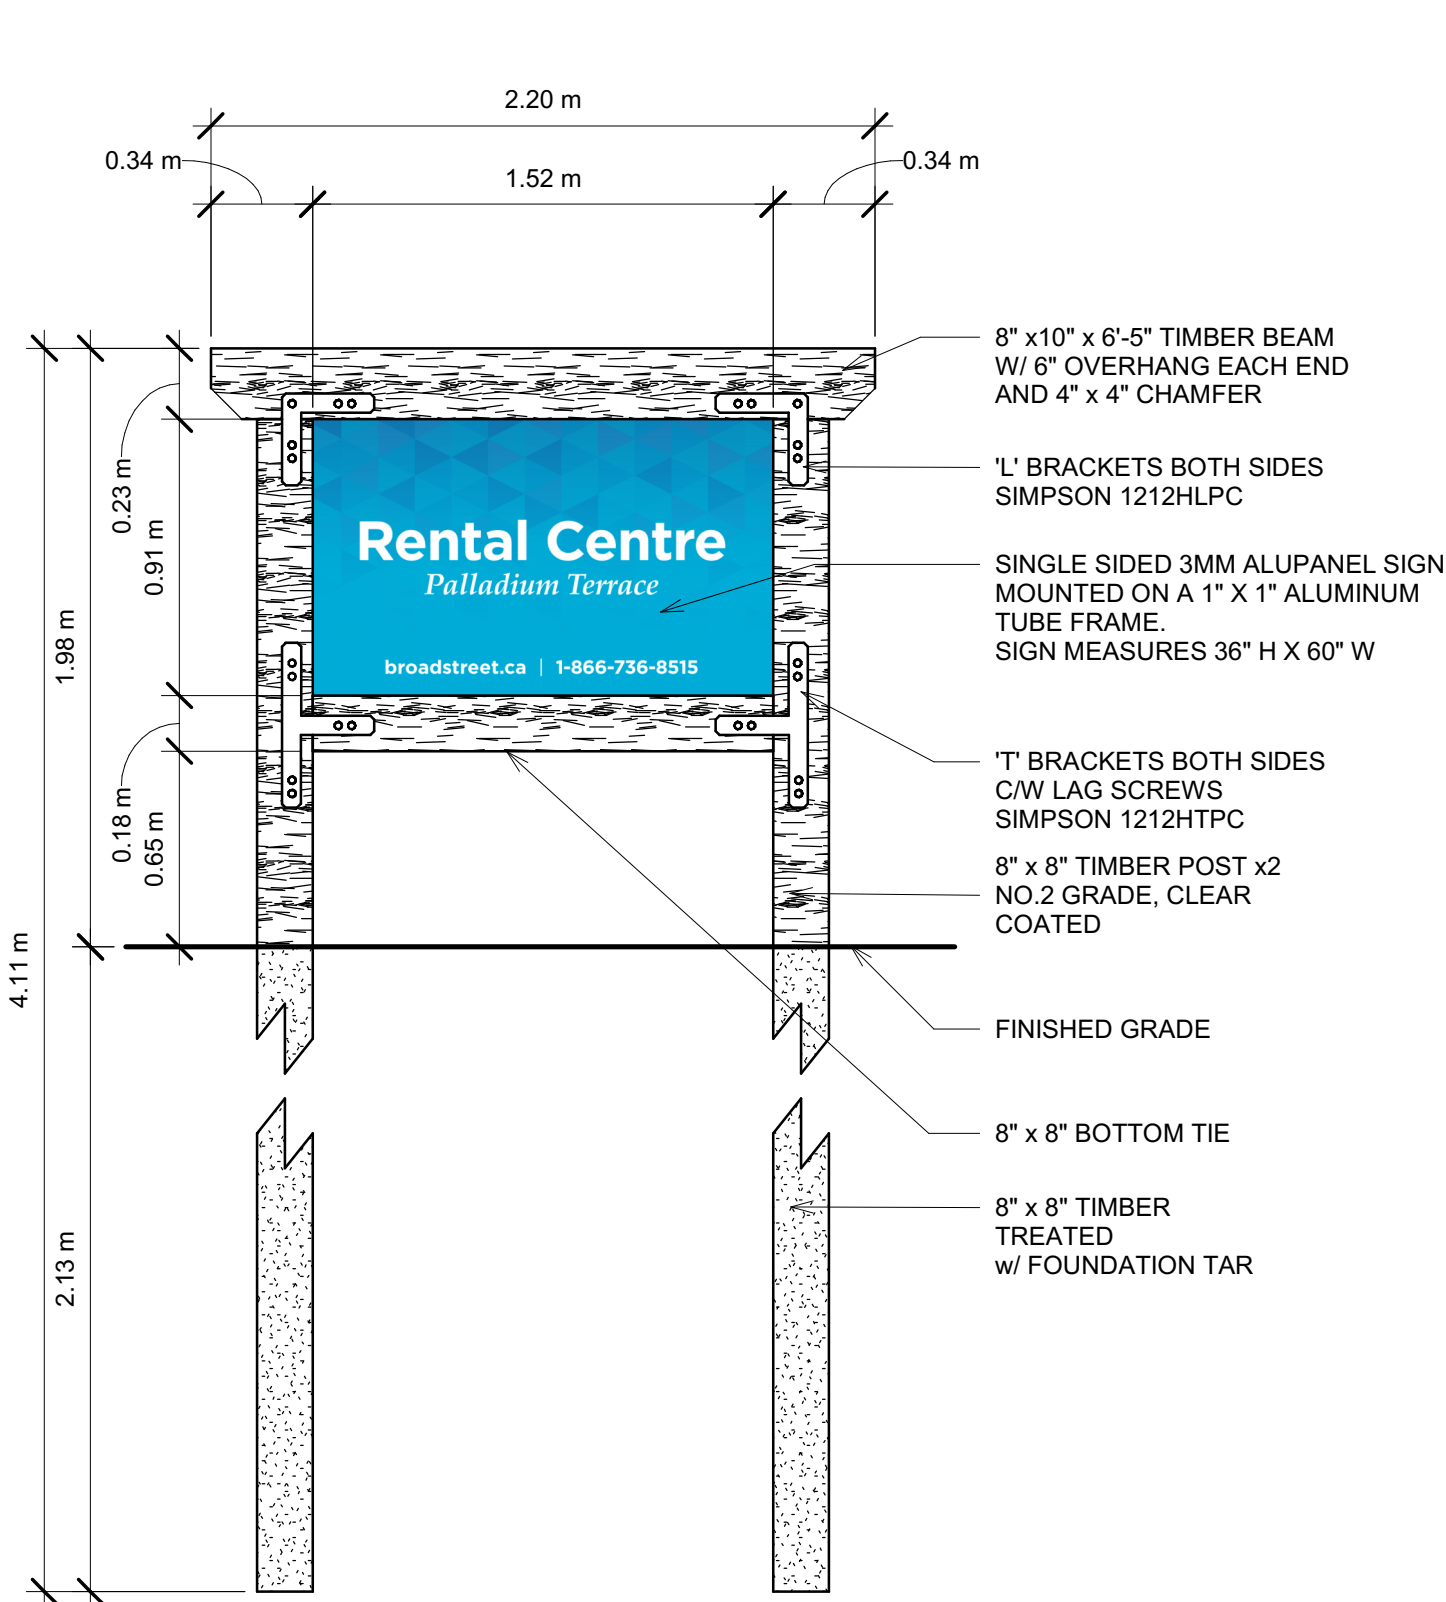 2.20 m
0.34 m
1.52 m
0.34 m
8" x10" x 6'-5" TIMBER BEAM
W/ 6" OVERHANG EACH END
AND 4" x 4" CHAMFER
'L' BRACKETS BOTH SIDES
SIMPSON 1212HLPC
SINGLE SIDED 3MM ALUPANEL SIGN
MOUNTED ON A 1" X 1" ALUMINUM
TUBE FRAME.
SIGN MEASURES 36" H X 60" W
'T' BRACKETS BOTH SIDES
C/W LAG SCREWS
SIMPSON 1212HTPC
8" x 8" TIMBER POST x2
NO.2 GRADE, CLEAR
COATED
FINISHED GRADE
8" x 8" BOTTOM TIE
8" x 8" TIMBER
TREATED
w/ FOUNDATION TAR
Rental Centre
Palladium Terrace
broadstreet.ca | 1-866-736-8515
0.23 m
0.91 m
1.98 m
0.18 m
0.65 m
4.11 m
2.13 m